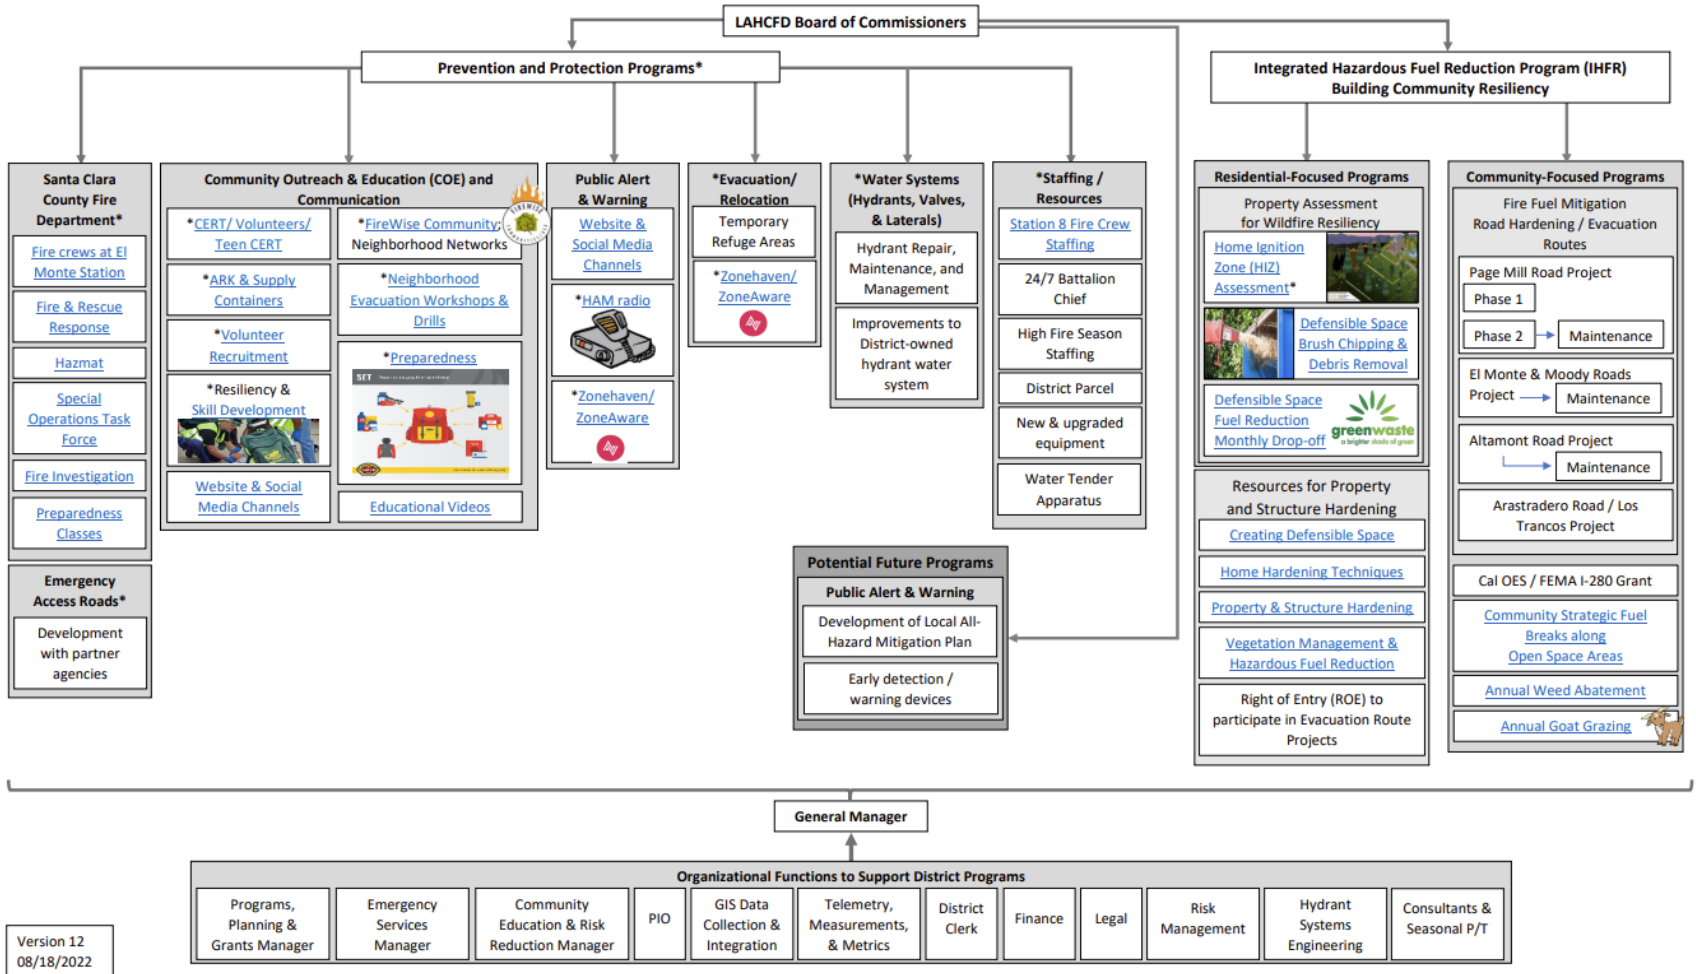 LAHCFD Board of Commissioners
Prevention and Protection Programs*
Integrated Hazardous Fuel Reduction Program (IHFR)
Building Community Resiliency
Santa Clara
County Fire
Department*
Fire crews at El
Monte Station
Fire & Rescue
Response
Hazmat
Special
Operations Task
Force
Fire Investigation
Preparedness
Classes
Emergency
Access Roads*
Development
with partner
agencies
Community Outreach & Education (COE) and
Communication
*CERT/ Volunteers/
Teen CERT
*ARK & Supply
Containers
*Volunteer
Recruitment
*Resiliency &
Skill Development
Website & Social
Media Channels
FIREWISE
*FireWise Community;
Neighborhood Networks
*Neighborhood
Evacuation Workshops &
Drills
*Preparedness
SET
Educational Videos
Public Alert
& Warning
Website &
Social Media
Channels
*HAM radio
*Zonehaven/
ZoneAware
*Evacuation/
Relocation
Temporary
Refuge Areas
*Zonehaven/
ZoneAware
*Water Systems
(Hydrants, Valves,
& Laterals)
Hydrant Repair,
Maintenance, and
Management
Improvements to
District-owned
hydrant water
system
*Staffing /
Resources
Station 8 Fire Crew
Staffing
24/7 Battalion
Chief
High Fire Season
Staffing
District Parcel
New & upgraded
equipment
Water Tender
Apparatus
Potential Future Programs
Public Alert & Warning
Development of Local All-
Hazard Mitigation Plan
Early detection /
warning devices
Residential-Focused Programs
Property Assessment
for Wildfire Resiliency
Home Ignition
Zone (HIZ)
Assessment*
Defensible Space
Brush Chipping &
Debris Removal
Defensible Space
Fuel Reduction
Monthly Drop-off
greenwaste
a brighter shade of green
Resources for Property
and Structure Hardening
Creating Defensible Space
Home Hardening Techniques
Property & Structure Hardening
Vegetation Management &
Hazardous Fuel Reduction
Right of Entry (ROE) to
participate in Evacuation Route
Projects
Community-Focused Programs
Fire Fuel Mitigation
Road Hardening / Evacuation
Routes
Page Mill Road Project
Phase 1
Phase 2
Maintenance
El Monte & Moody Roads
Project
Maintenance
Altamont Road Project
Maintenance
Arastradero Road / Los
Trancos Project
Cal OES / FEMA I-280 Grant
Community Strategic Fuel
Breaks along
Open Space Areas
Annual Weed Abatement
Annual Goat Grazing
General Manager
Organizational Functions to Support District Programs
Programs,
Planning &
Grants Manager
Emergency
Services
Manager
Community
Education & Risk
Reduction Manager
PIO
GIS Data
Collection &
Integration
Telemetry,
Measurements,
& Metrics
District
Clerk
Finance
Legal
Risk
Management
Hydrant
Systems
Engineering
Consultants &
Seasonal P/T
Version 12
08/18/2022